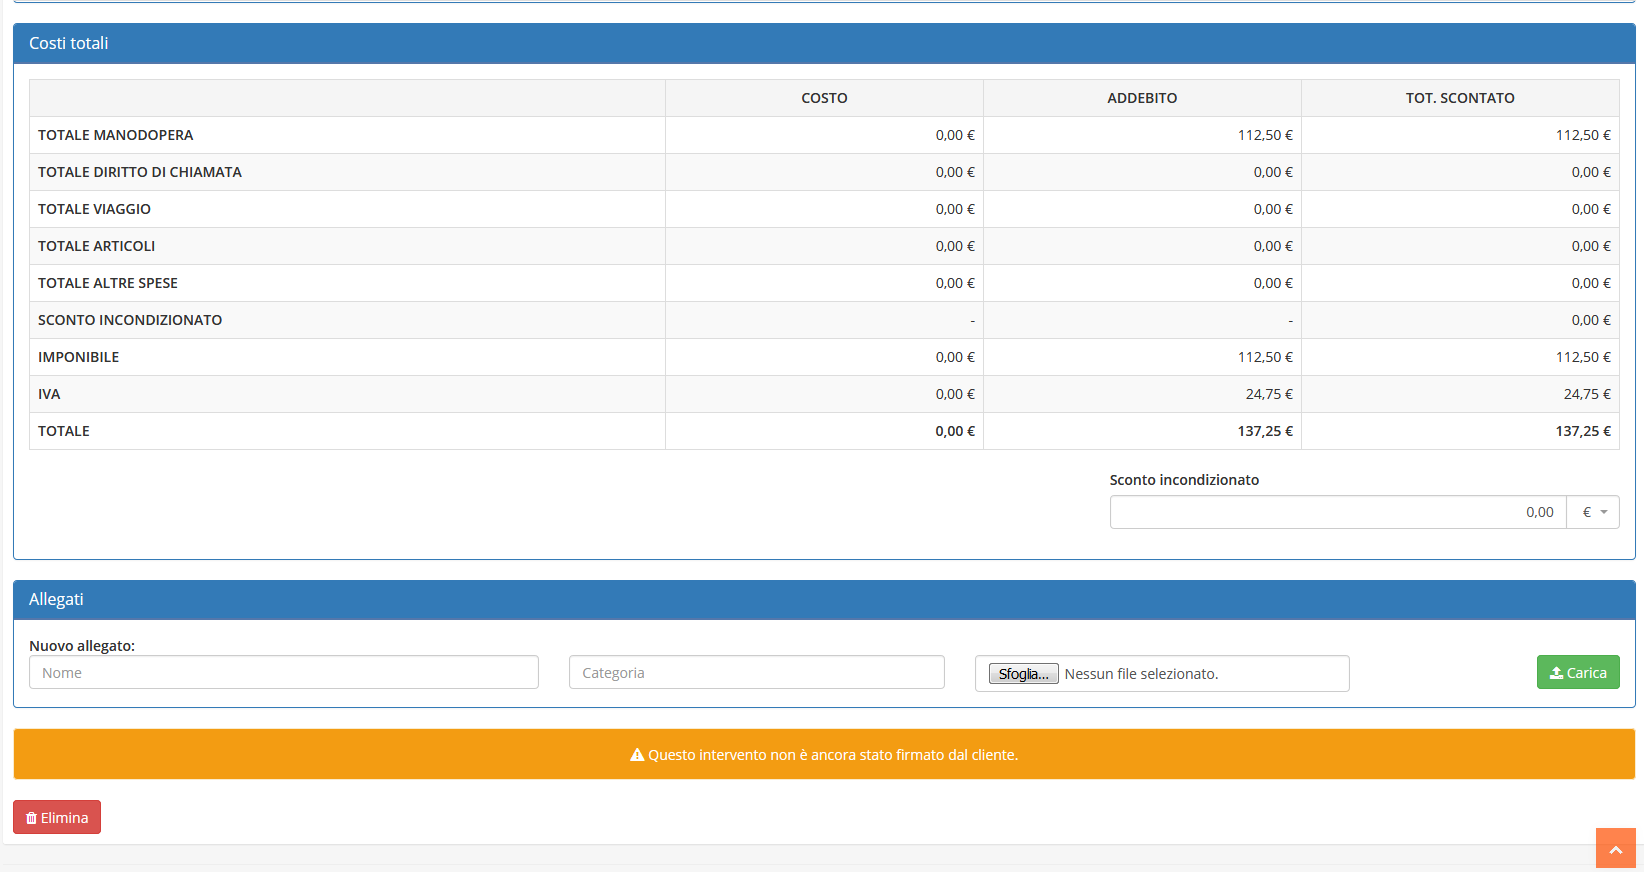 Costi totali
COSTO ADDEBITO TOT. SCONTATO
TOTALE MANODOPERA 0,00 € 112,50 € 112,50 €
TOTALE DIRITTO DI CHIAMATA 0,00 € 0,00 € 0,00 €
TOTALE VIAGGIO 0,00 € 0,00 € 0,00 €
TOTALE ARTICOLI 0,00 € 0,00 € 0,00 €
TOTALE ALTRE SPESE 0,00 € 0,00 € 0,00 €
SCONTO INCONDIZIONATO - - 0,00 €
IMPONIBILE 0,00 € 112,50 € 112,50 €
IVA 0,00 € 24,75 € 24,75 €
TOTALE 0,00 € 137,25 € 137,25 €
Sconto incondizionato
0,00 €
Allegati
Nuovo allegato:
Nome Categoria Sfoglia... Nessun file selezionato. Carica
Questo intervento non è ancora stato firmato dal cliente.
Elimina